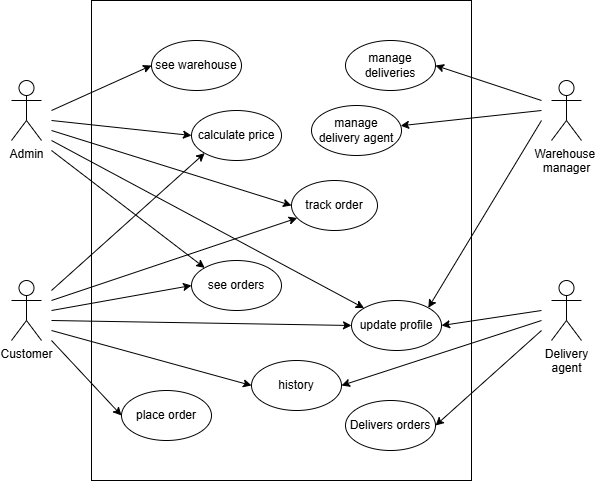 see warehouse
manage
deliveries
calculate price
manage
delivery agent
Admin
Warehouse
manager
track order
see orders
update profile
Customer
Delivery
agent
history
place order
Delivers orders